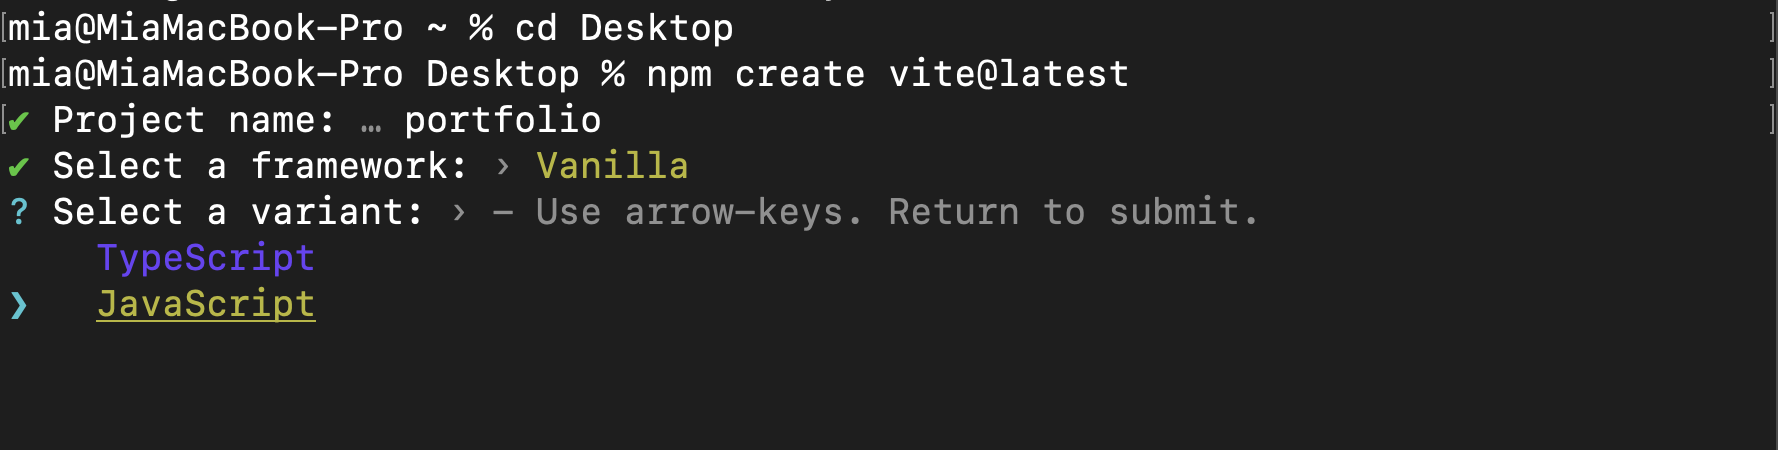 [mia@MiaMacBook-Pro ~ % cd Desktop ]
[mia@MiaMacBook-Pro Desktop % npm create vite@latest ]
[✔ Project name: … portfolio ]
✔ Select a framework: › Vanilla
? Select a variant: › - Use arrow-keys. Return to submit.
TypeScript
❯ JavaScript